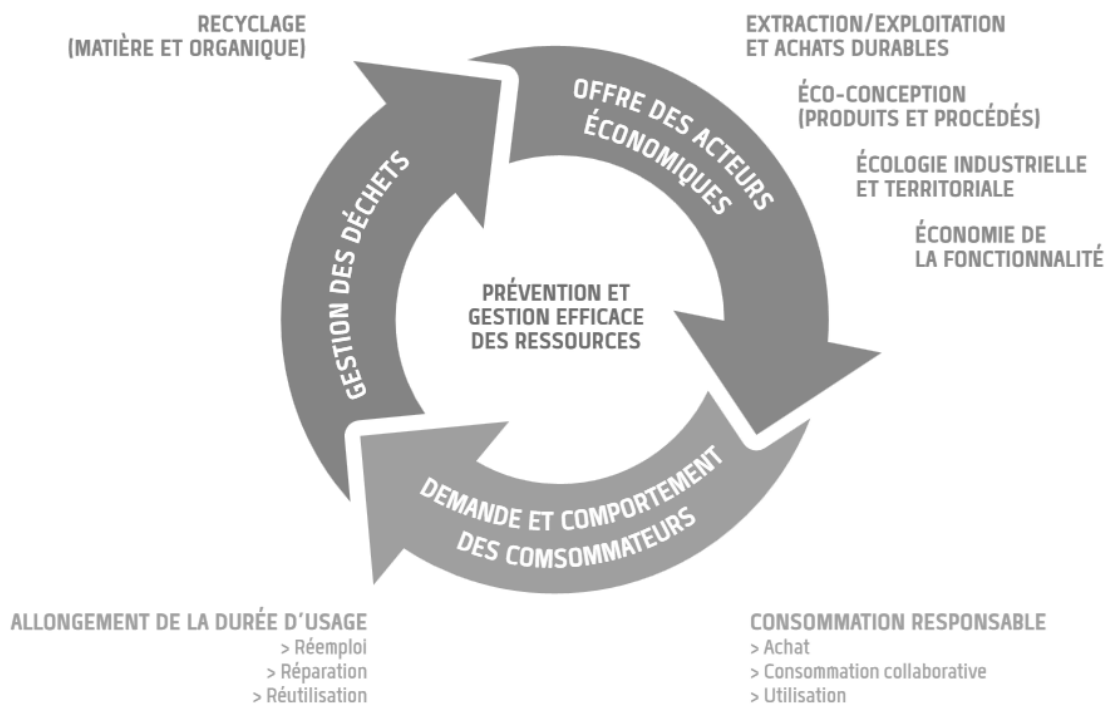 RECYCLAGE
(MATIÈRE ET ORGANIQUE)
EXTRACTION/EXPLOITATION
ET ACHATS DURABLES
ÉCO-CONCEPTION
(PRODUITS ET PROCÉDÉS)
ÉCOLOGIE INDUSTRIELLE
ET TERRITORIALE
ÉCONOMIE DE
LA FONCTIONNALITÉ
OFFRE DES ACTEURS
ÉCONOMIQUES
GESTION DES DÉCHETS
PRÉVENTION ET
GESTION EFFICACE
DES RESSOURCES
DEMANDE ET COMPORTEMENT
DES COMSOMMATEURS
ALLONGEMENT DE LA DURÉE D'USAGE
> Réemploi
> Réparation
> Réutilisation
CONSOMMATION RESPONSABLE
> Achat
> Consommation collaborative
> Utilisation